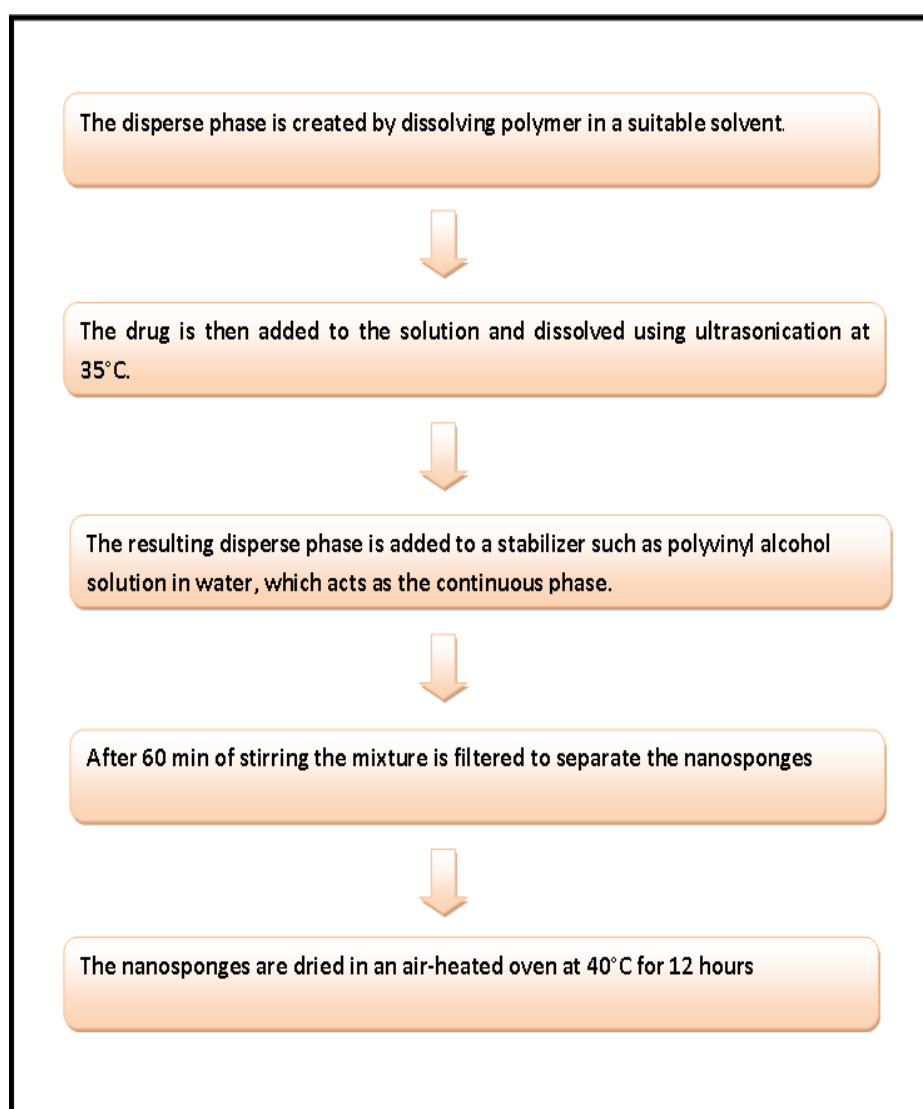 The disperse phase is created by dissolving polymer in a suitable solvent.
The drug is then added to the solution and dissolved using ultrasonication at
35°C.
The resulting disperse phase is added to a stabilizer such as polyvinyl alcohol
solution in water, which acts as the continuous phase.
After 60 min of stirring the mixture is filtered to separate the nanosponges
The nanosponges are dried in an air-heated oven at 40°C for 12 hours